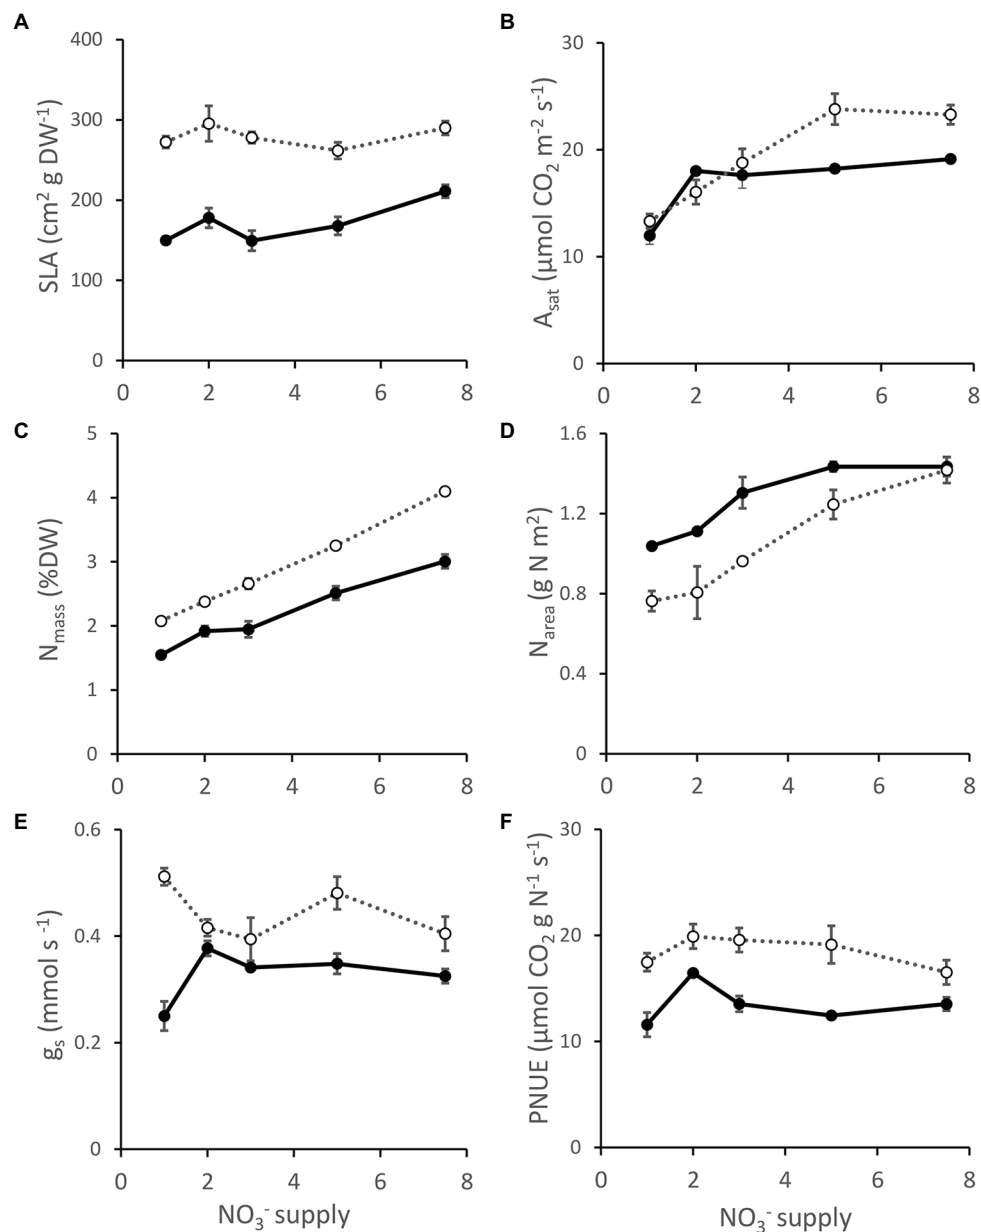 A
SLA (cm² g DW⁻¹)
400
300
200
100
0
0 2 4 6 8
B
Asat (µmol CO₂ m⁻² s⁻¹)
30
20
10
0
0 2 4 6 8
C
Nmass (%DW)
5
4
3
2
1
0
0 2 4 6 8
D
Narea (g N m²)
1.6
1.2
0.8
0.4
0
0 2 4 6 8
E
gs (mmol s ⁻¹)
0.6
0.4
0.2
0
0 2 4 6 8
NO₃⁻ supply
F
PNUE (µmol CO₂ g N⁻¹ s⁻¹)
30
20
10
0
0 2 4 6 8
NO₃⁻ supply